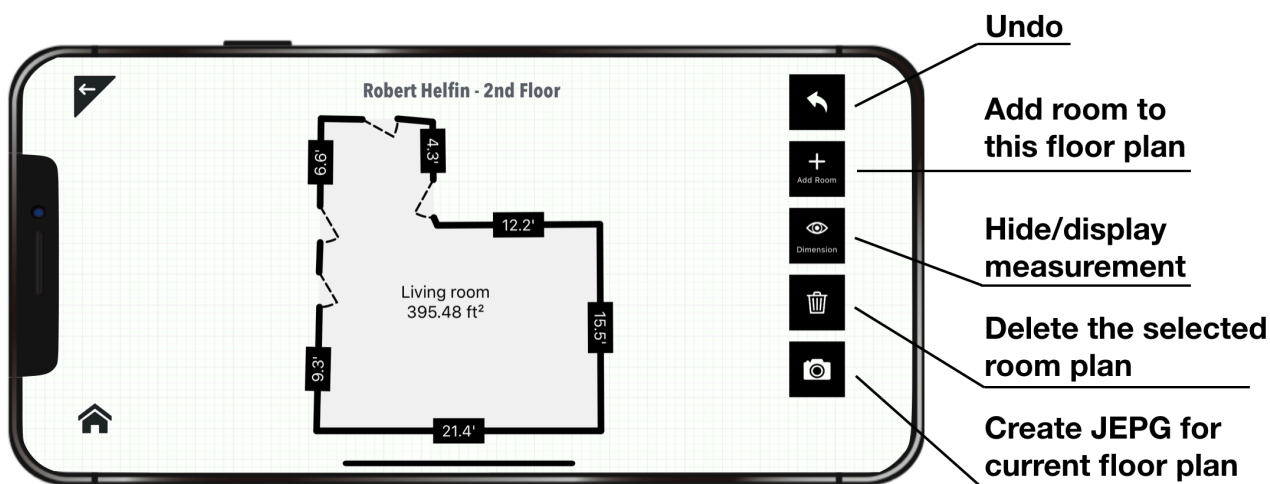 Undo
Robert Helfin - 2nd Floor
Add room to
this floor plan
Add Room
6.6'
4.3'
12.2'
Hide/display
measurement
Dimension
Living room
395.48 ft²
15.5'
9.3'
21.4'
Delete the selected
room plan
Create JEPG for
current floor plan